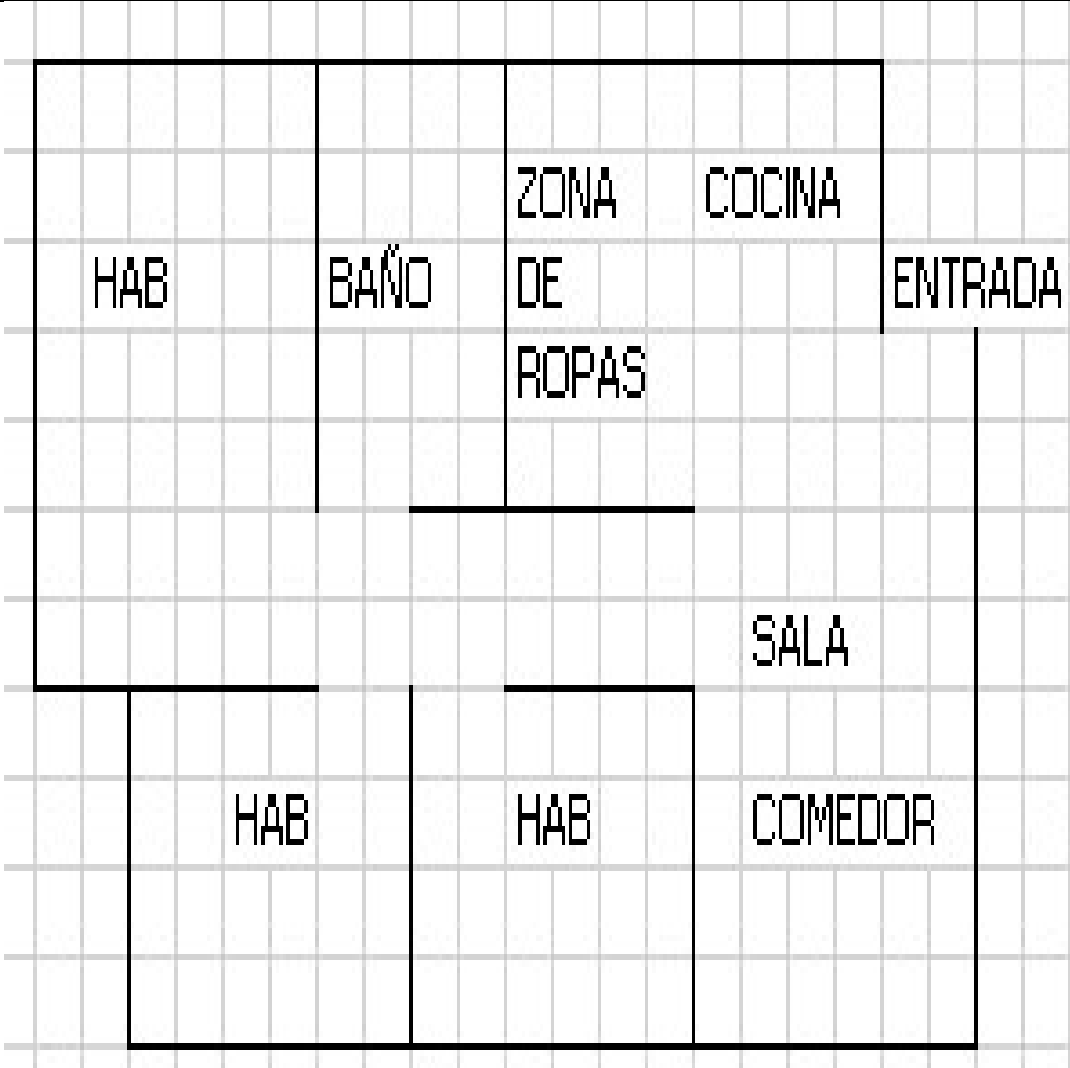 ZONA COCINA
HAB BAÑO DE ENTRADA
ROPAS
SALA
HAB HAB COMEDOR